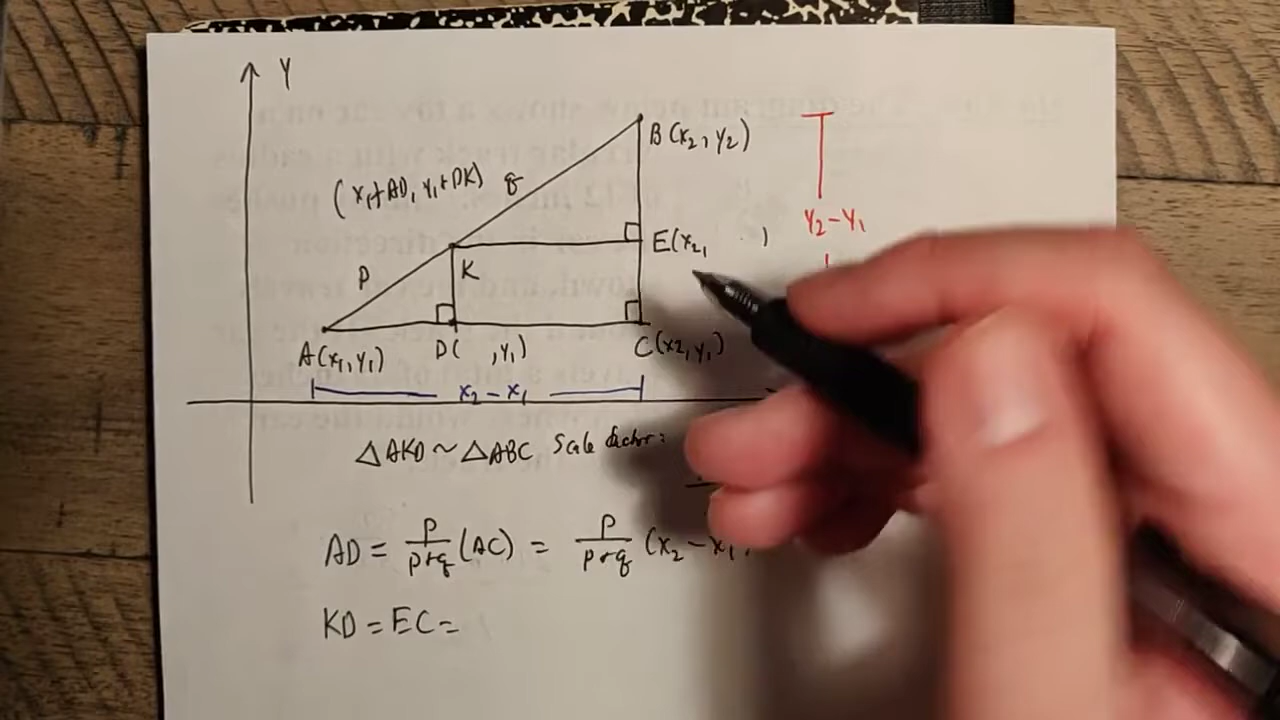 Y
B(x₂, y₂)
(x₁+AD, y₁+DK) q
y₂-y₁
E(x₂, )
P
K
A(x₁, y₁) D( , y₁) C(x₂, y₁)
x₂ - x₁
△AKD ~ △ABC Scale factor:
AD = p/p+q (AC) = p/p+q (x₂ - x₁
KD = EC =